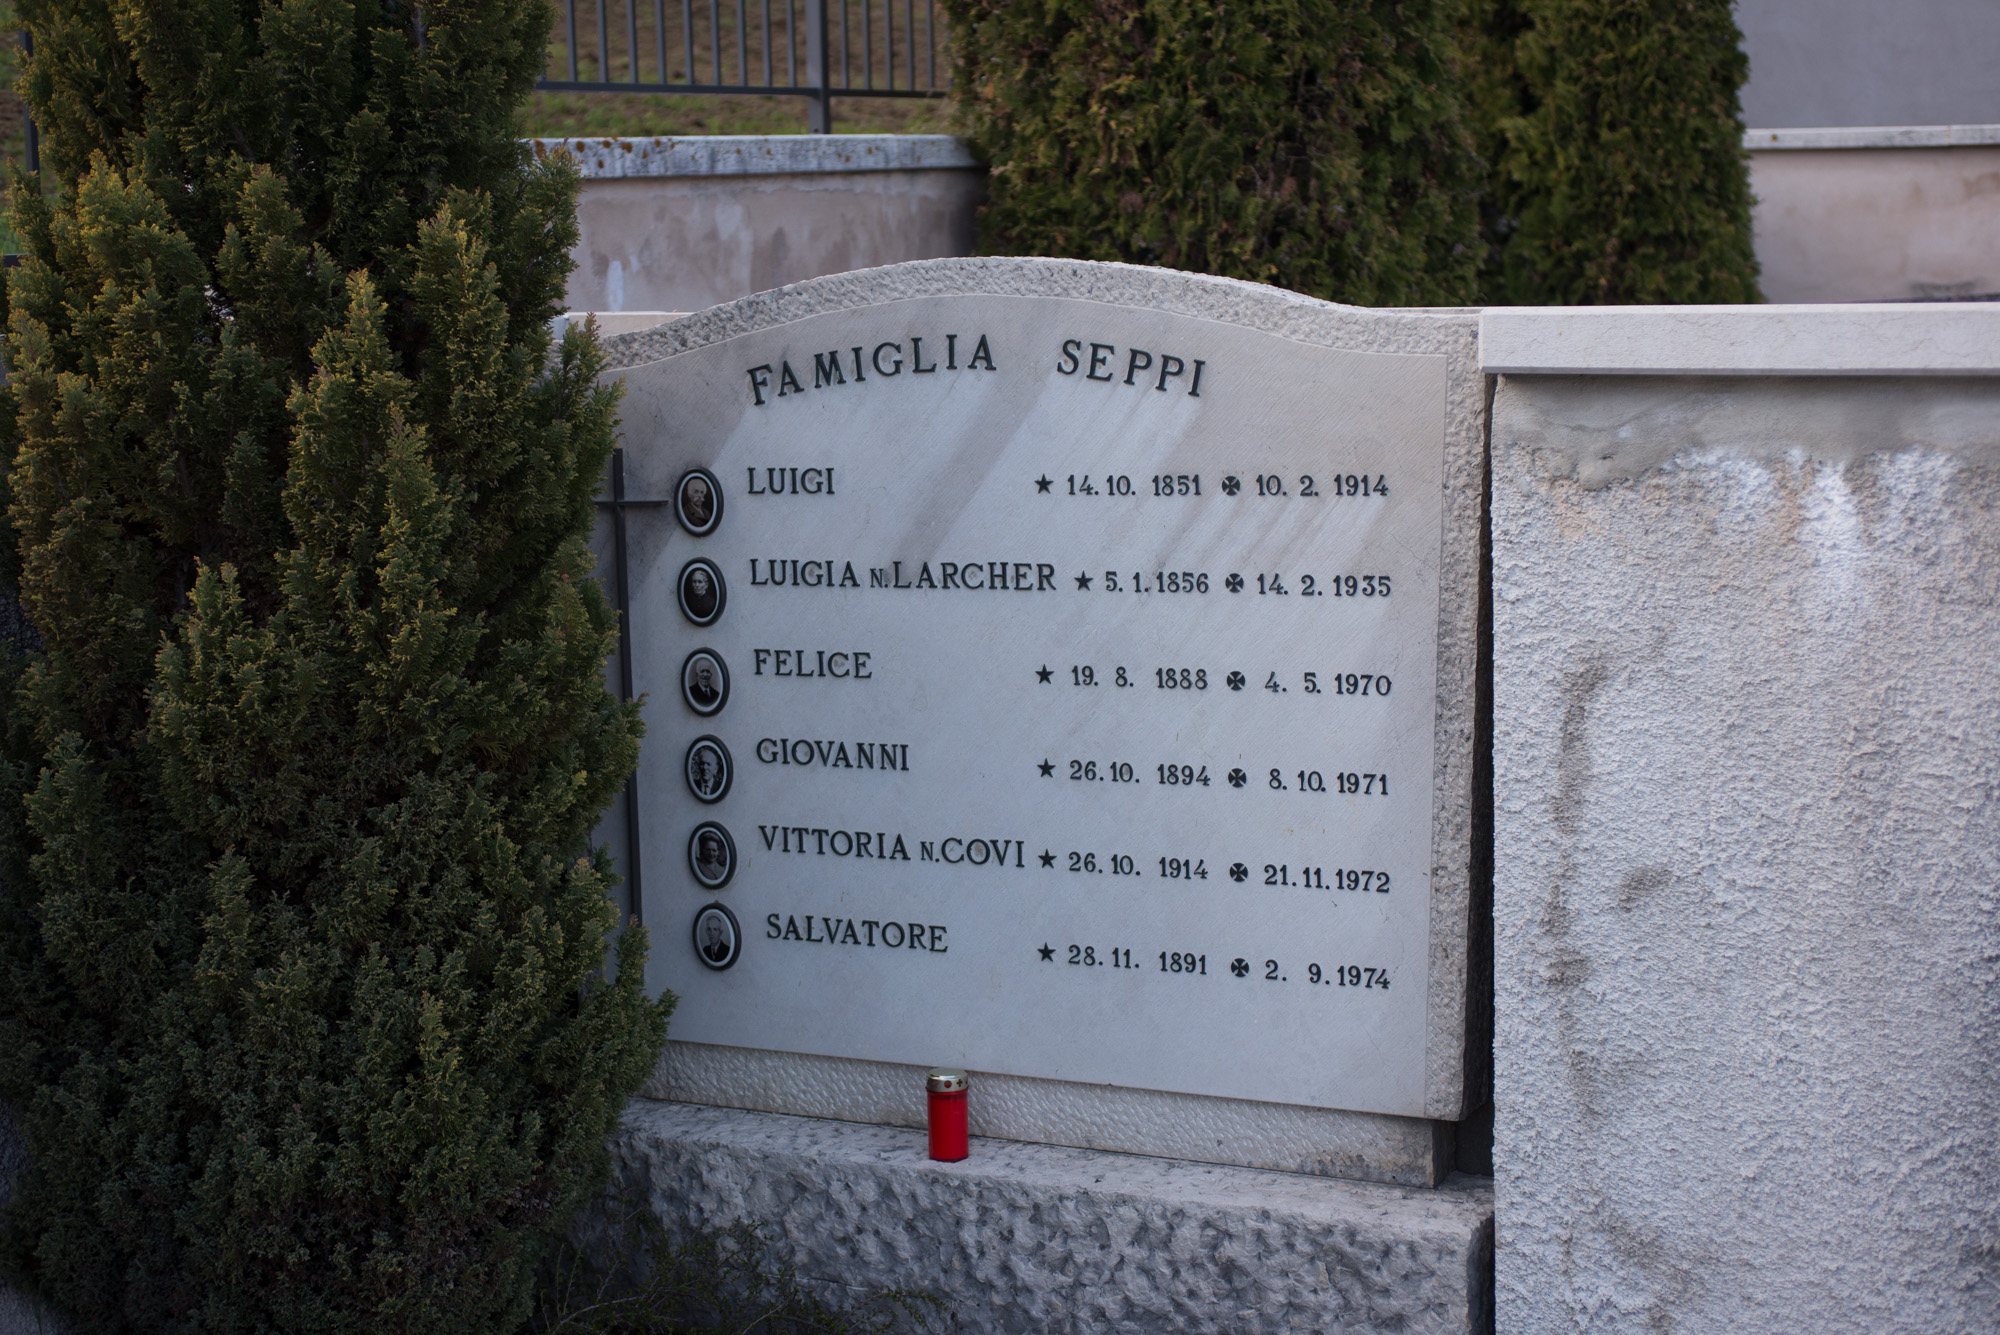 FAMIGLIA SEPPI
LUIGI ★ 14. 10. 1851 ✠ 10. 2. 1914
LUIGIA N. LARCHER ★ 5. 1. 1856 ✠ 14. 2. 1935
FELICE ★ 19. 8. 1888 ✠ 4. 5. 1970
GIOVANNI ★ 26. 10. 1894 ✠ 8. 10. 1971
VITTORIA N. COVI ★ 26. 10. 1914 ✠ 21. 11. 1972
SALVATORE ★ 28. 11. 1891 ✠ 2. 9. 1974